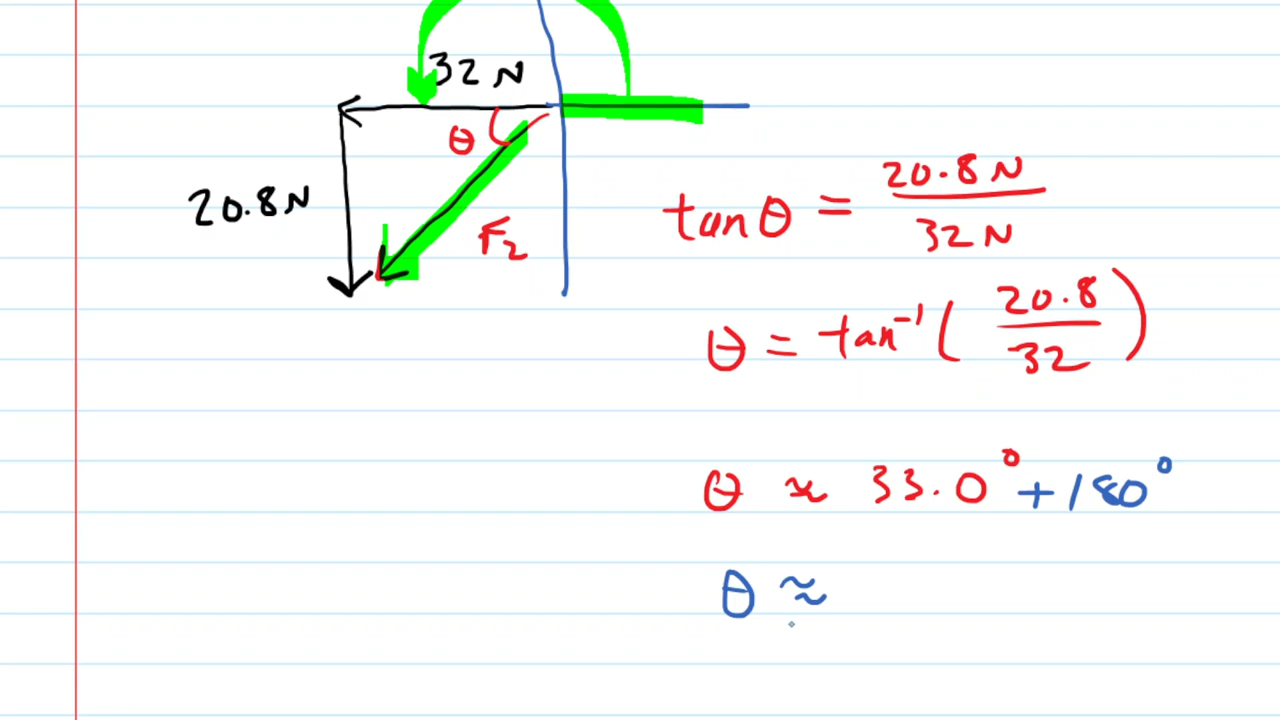 32 N
θ
20.8 N
F₂
tan θ = 20.8 N / 32 N
θ = tan⁻¹ ( 20.8 / 32 )
θ ≈ 33.0° + 180°
θ ≈